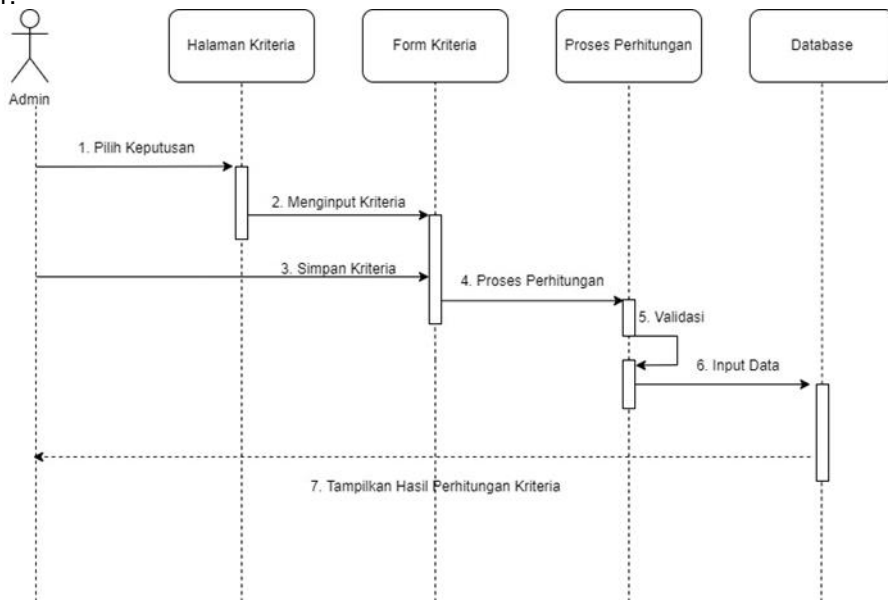 Halaman Kriteria
Form Kriteria
Proses Perhitungan
Database
Admin
1. Pilih Keputusan
2. Menginput Kriteria
3. Simpan Kriteria
4. Proses Perhitungan
5. Validasi
6. Input Data
7. Tampilkan Hasil Perhitungan Kriteria